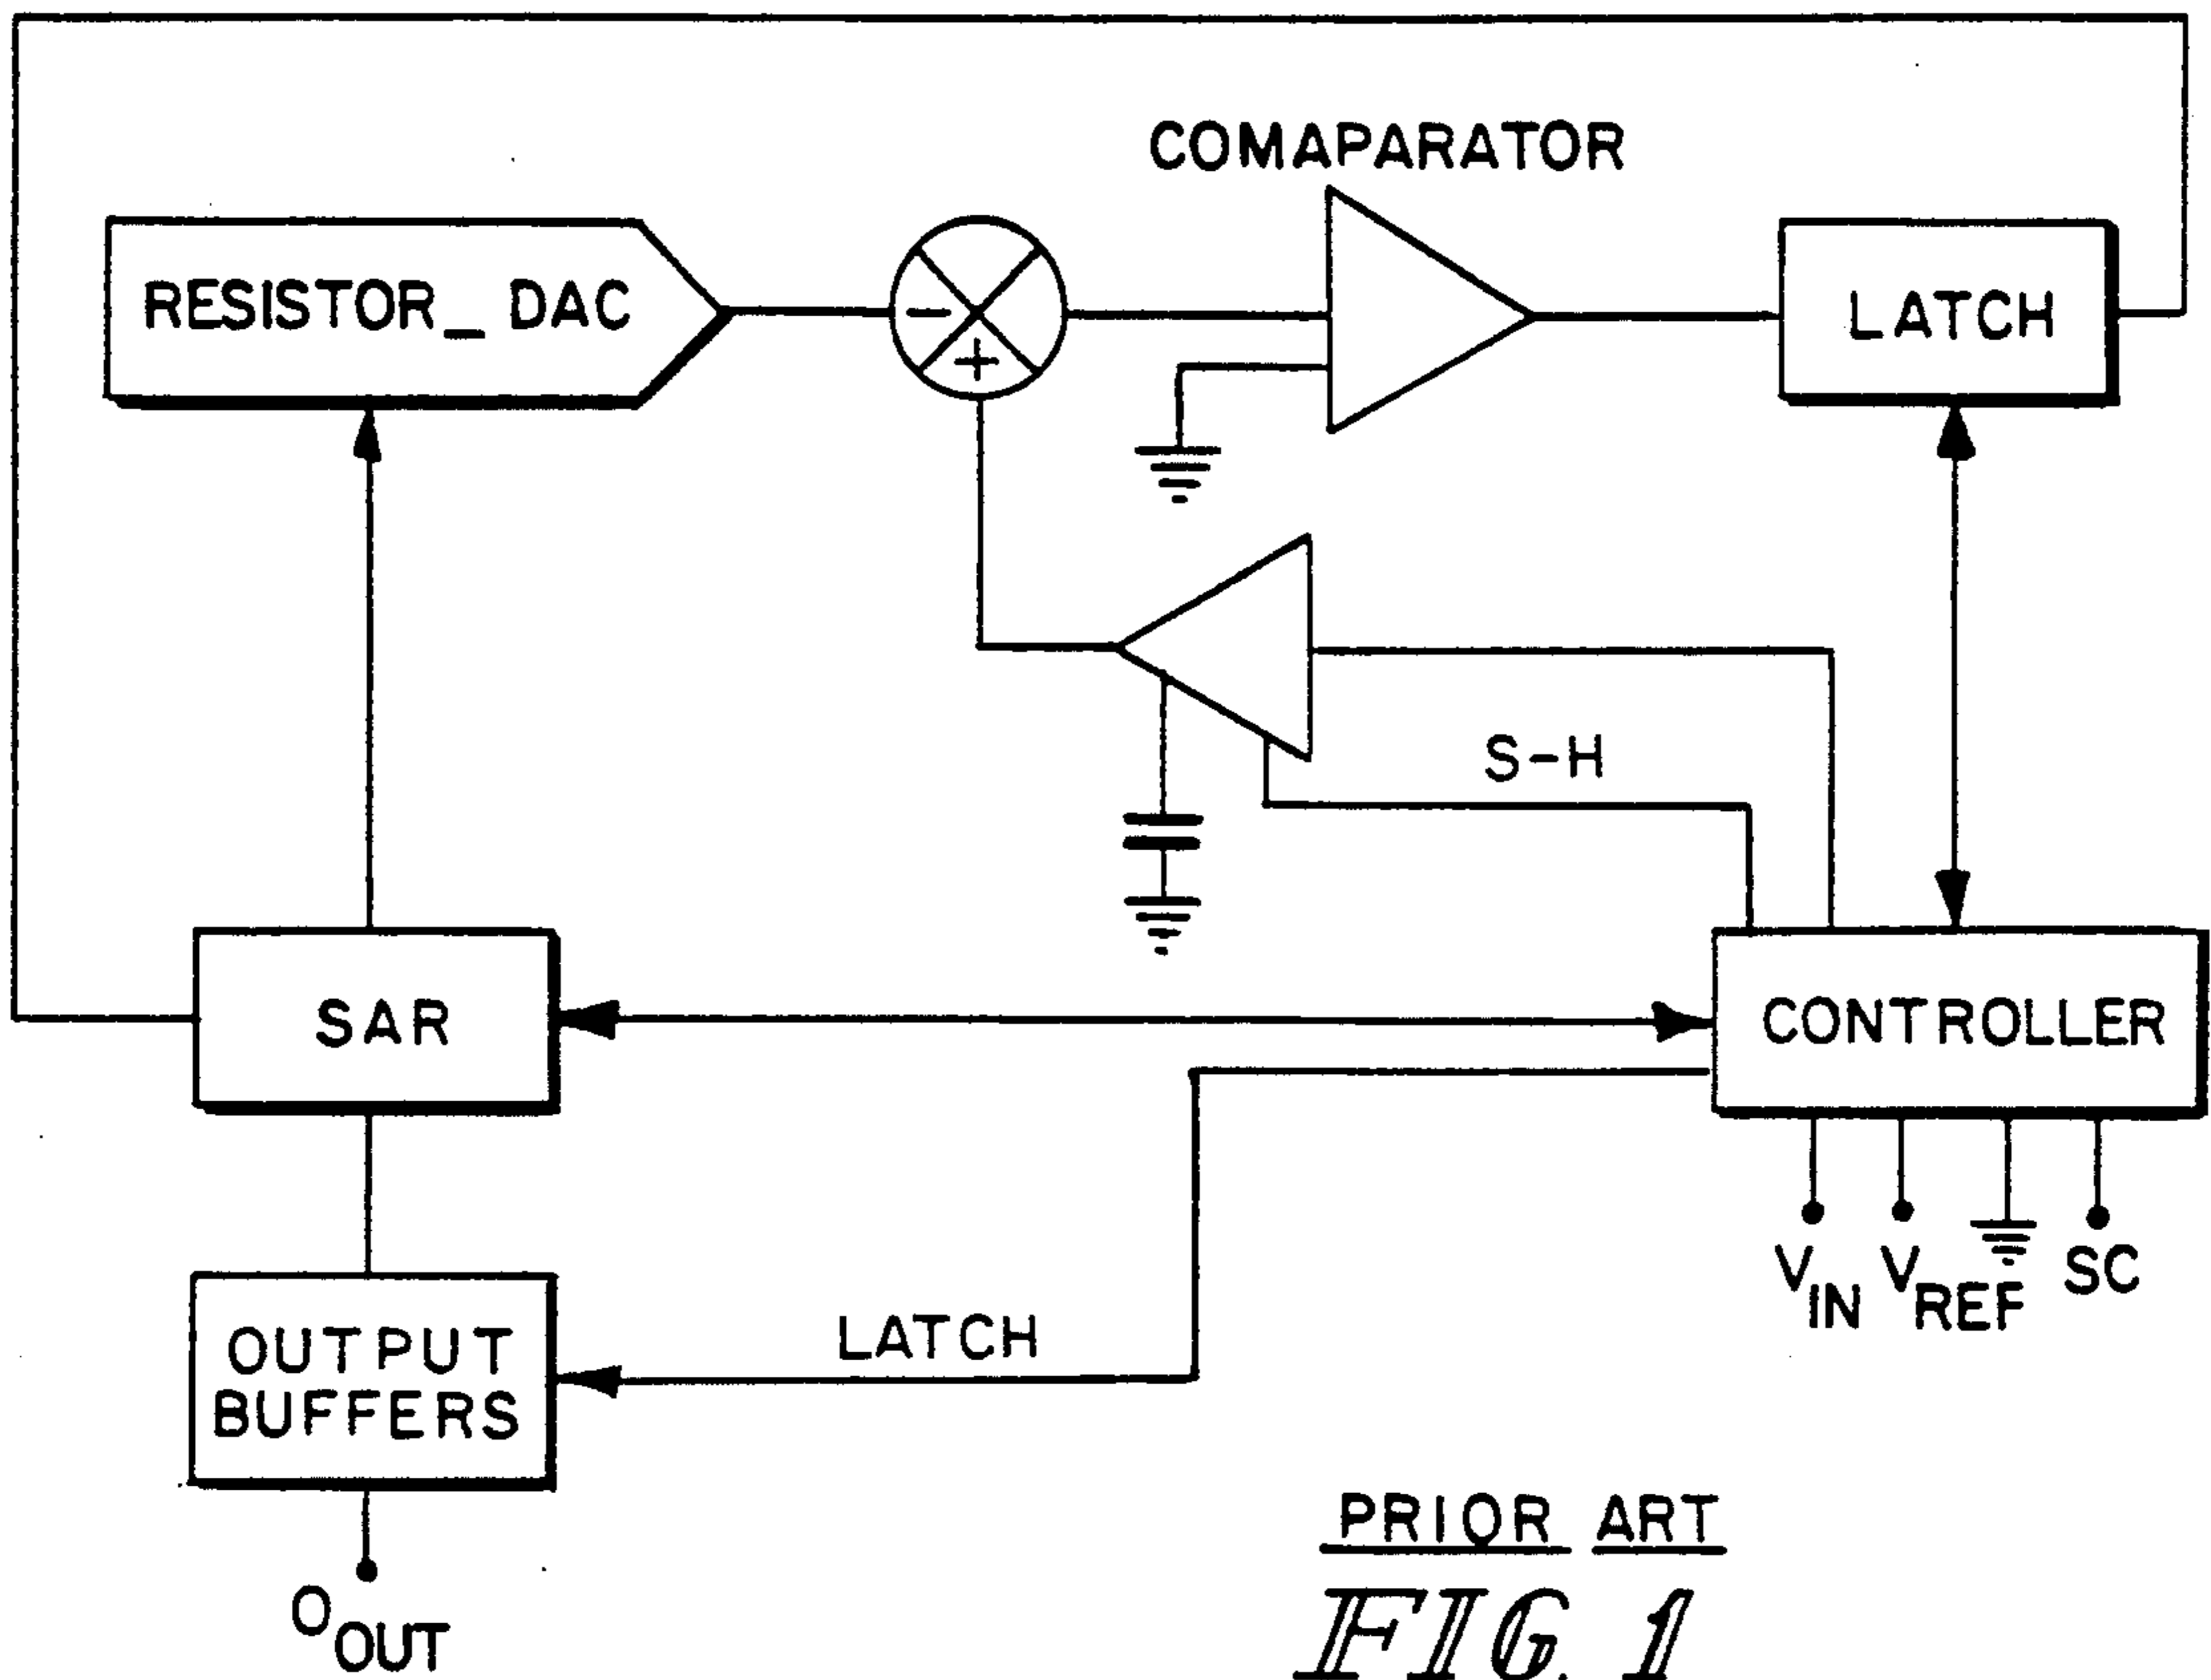 COMAPARATOR
RESISTOR_ DAC
-
+
LATCH
S-H
SAR
CONTROLLER
VIN VREF SC
OUTPUT
BUFFERS
LATCH
OOUT
PRIOR ART
FIG. 1